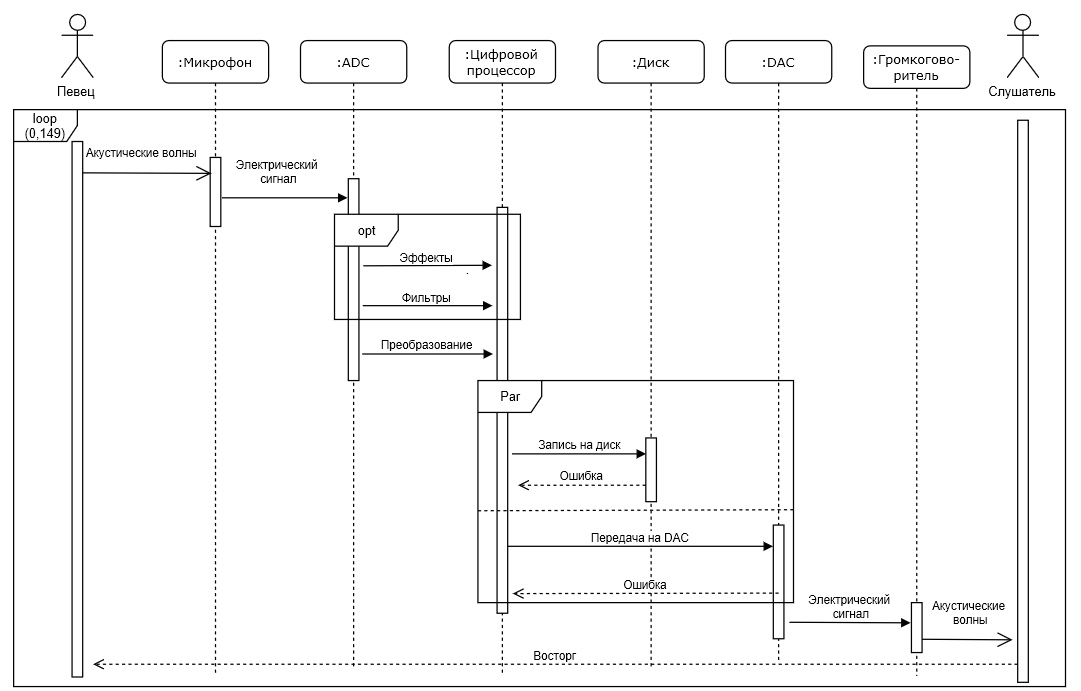 Певец
:Микрофон
:ADC
:Цифровой
процессор
:Диск
:DAC
:Громкогово-
ритель
Слушатель
loop
(0,149)
Акустические волны
Электрический
сигнал
opt
Эффекты
Фильтры
Преобразование
Par
Запись на диск
Ошибка
Передача на DAC
Ошибка
Электрический
сигнал
Акустические
волны
Восторг